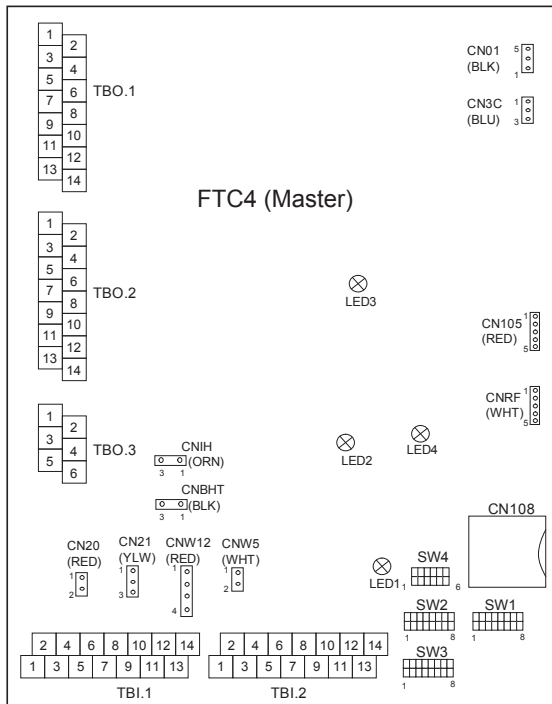 FTC4 (Master)
1
2
3
4
5
6
7
8
9
10
11
12
13
14
TBO.1
1
2
3
4
5
6
7
8
9
10
11
12
13
14
TBO.2
1
2
3
4
5
6
TBO.3
CN01
(BLK)
5
1
CN3C
(BLU)
1
3
LED3
CN105
(RED)
1
5
CNRF
(WHT)
1
5
LED2
LED4
CNIH
(ORN)
3 1
CNBHT
(BLK)
3 1
CN108
CN20
(RED)
1
2
CN21
(YLW)
1
3
CNW12
(RED)
1
4
CNW5
(WHT)
1
2
LED1
SW4
1 6
SW2
1 8
SW1
1 8
SW3
1 8
2 4 6 8 10 12 14
1 3 5 7 9 11 13
TBI.1
2 4 6 8 10 12 14
1 3 5 7 9 11 13
TBI.2